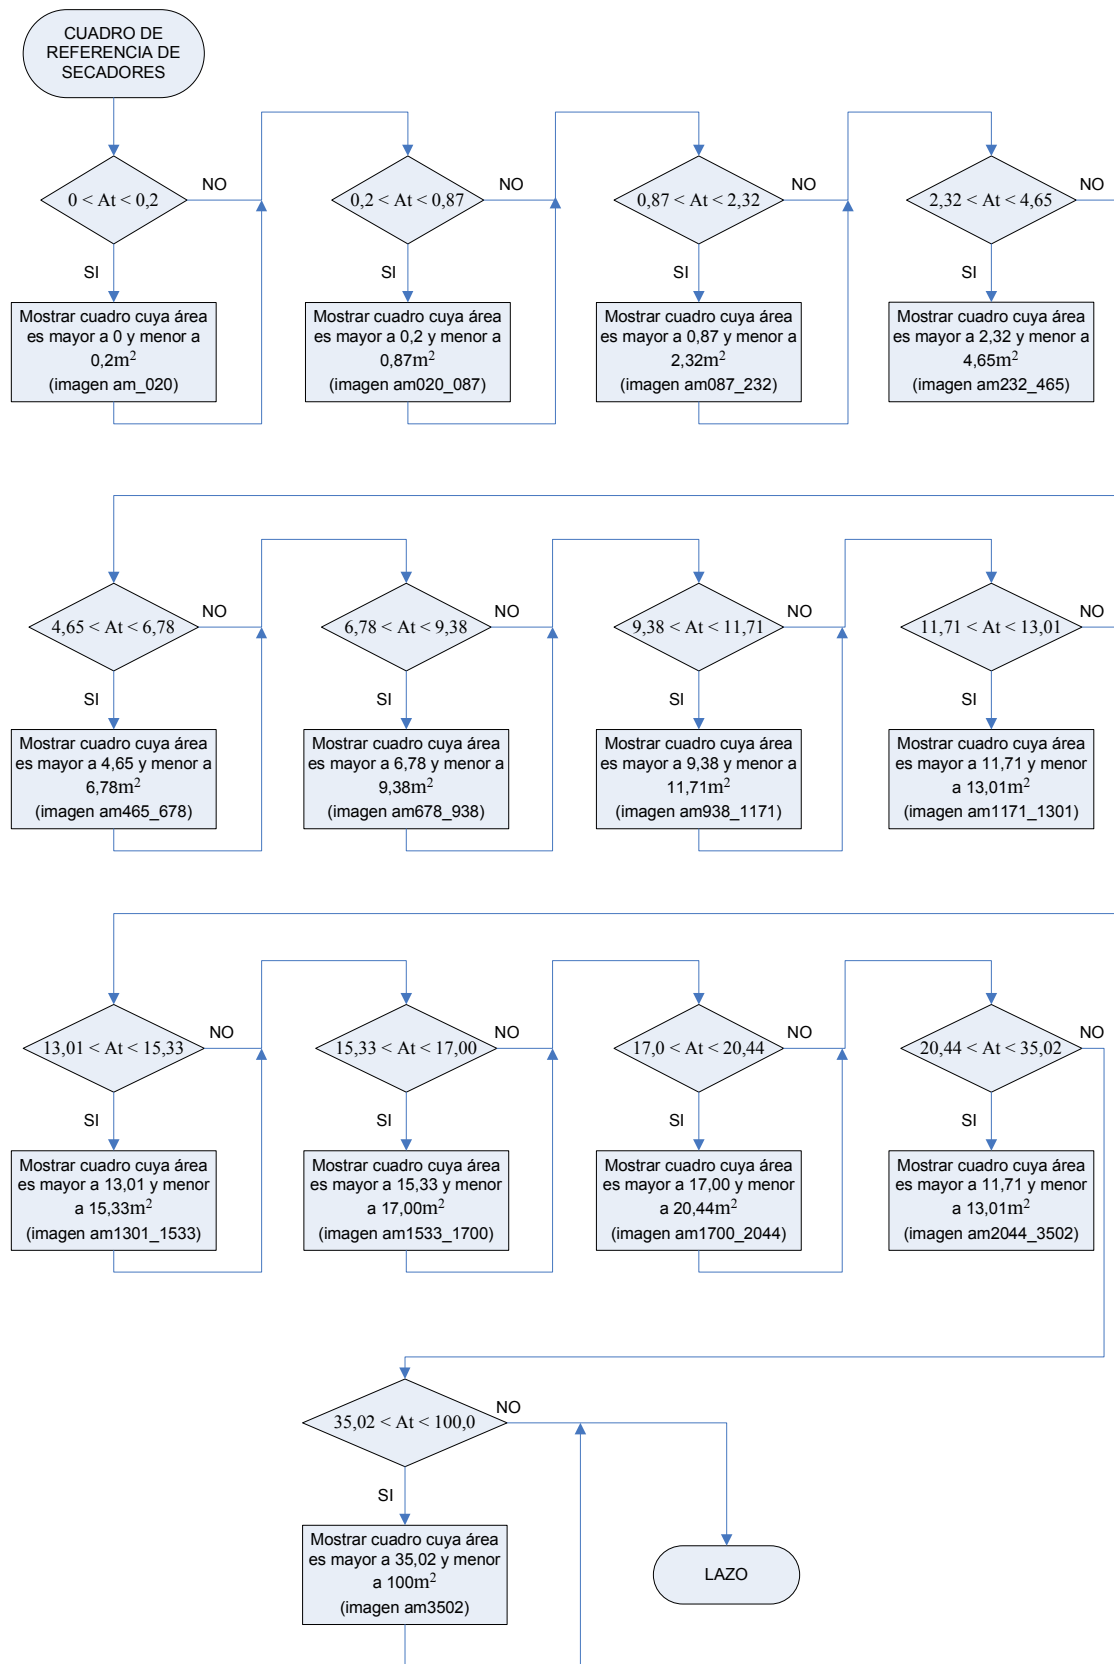 CUADRO DE
REFERENCIA DE
SECADORES
0 < At < 0,2
NO
SI
Mostrar cuadro cuya área
es mayor a 0 y menor a
0,2m²
(imagen am_020)
0,2 < At < 0,87
NO
SI
Mostrar cuadro cuya área
es mayor a 0,2 y menor a
0,87m²
(imagen am020_087)
0,87 < At < 2,32
NO
SI
Mostrar cuadro cuya área
es mayor a 0,87 y menor a
2,32m²
(imagen am087_232)
2,32 < At < 4,65
NO
SI
Mostrar cuadro cuya área
es mayor a 2,32 y menor a
4,65m²
(imagen am232_465)
4,65 < At < 6,78
NO
SI
Mostrar cuadro cuya área
es mayor a 4,65 y menor a
6,78m²
(imagen am465_678)
6,78 < At < 9,38
NO
SI
Mostrar cuadro cuya área
es mayor a 6,78 y menor a
9,38m²
(imagen am678_938)
9,38 < At < 11,71
NO
SI
Mostrar cuadro cuya área
es mayor a 9,38 y menor a
11,71m²
(imagen am938_1171)
11,71 < At < 13,01
NO
SI
Mostrar cuadro cuya área
es mayor a 11,71 y menor
a 13,01m²
(imagen am1171_1301)
13,01 < At < 15,33
NO
SI
Mostrar cuadro cuya área
es mayor a 13,01 y menor
a 15,33m²
(imagen am1301_1533)
15,33 < At < 17,00
NO
SI
Mostrar cuadro cuya área
es mayor a 15,33 y menor
a 17,00m²
(imagen am1533_1700)
17,0 < At < 20,44
NO
SI
Mostrar cuadro cuya área
es mayor a 17,00 y menor
a 20,44m²
(imagen am1700_2044)
20,44 < At < 35,02
NO
SI
Mostrar cuadro cuya área
es mayor a 11,71 y menor
a 13,01m²
(imagen am2044_3502)
35,02 < At < 100,0
NO
SI
Mostrar cuadro cuya área
es mayor a 35,02 y menor
a 100m²
(imagen am3502)
LAZO